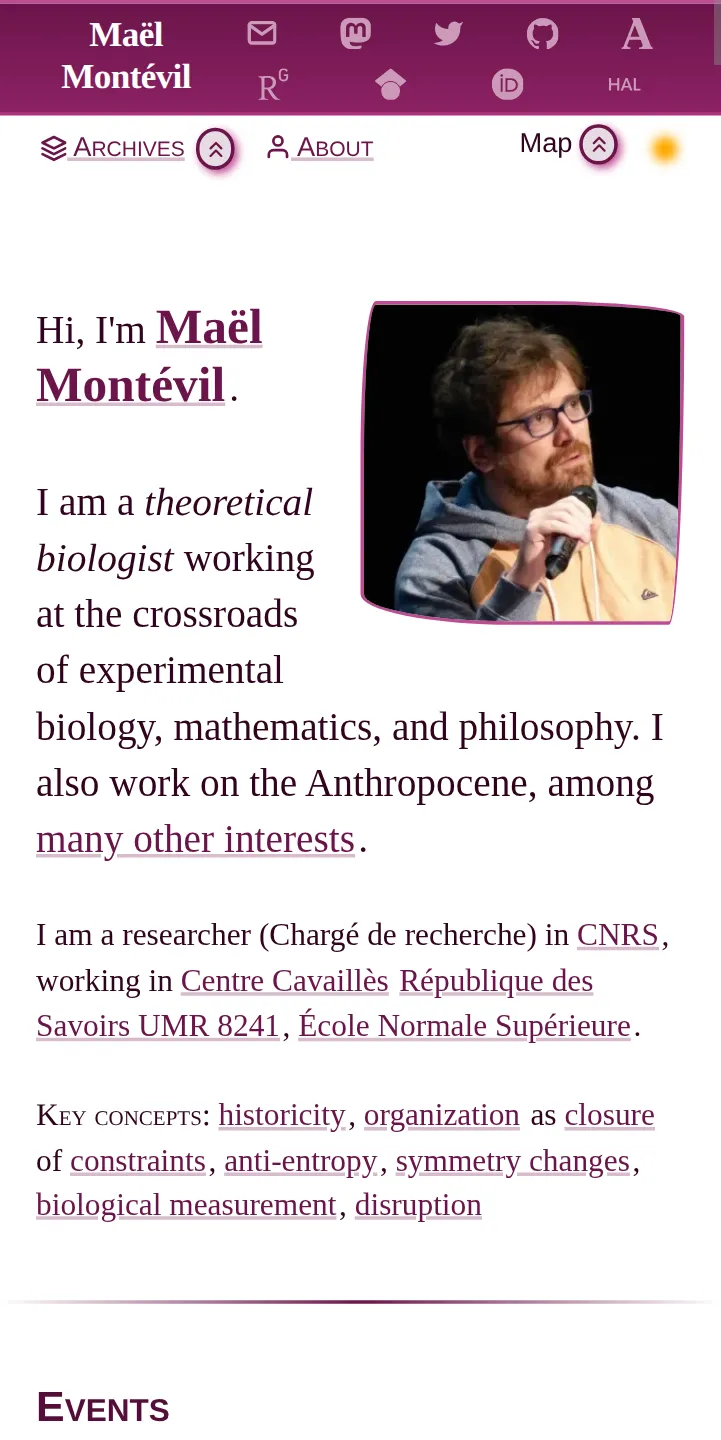 Maël
Montévil
R^G
iD
HAL
Archives
About
Map
Hi, I'm Maël
Montévil.
I am a theoretical
biologist working
at the crossroads
of experimental
biology, mathematics, and philosophy. I
also work on the Anthropocene, among
many other interests.
I am a researcher (Chargé de recherche) in CNRS,
working in Centre Cavaillès République des
Savoirs UMR 8241, École Normale Supérieure.
Key concepts: historicity, organization as closure
of constraints, anti-entropy, symmetry changes,
biological measurement, disruption
Events